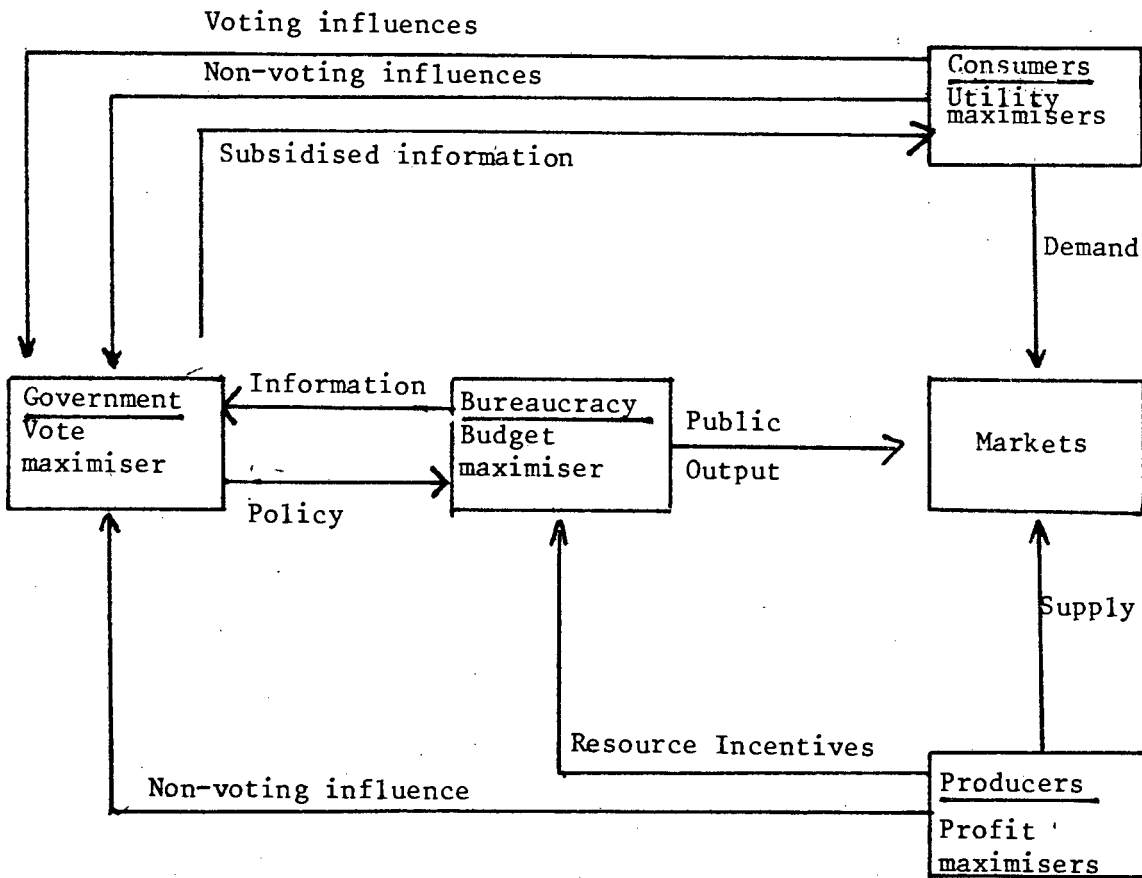 Voting influences
Non-voting influences
Consumers
Utility
maximisers
Subsidised information
Demand
Government
Vote
maximiser
Information
Policy
Bureaucracy
Budget
maximiser
Public
Output
Markets
Supply
Resource Incentives
Non-voting influence
Producers
Profit
maximisers